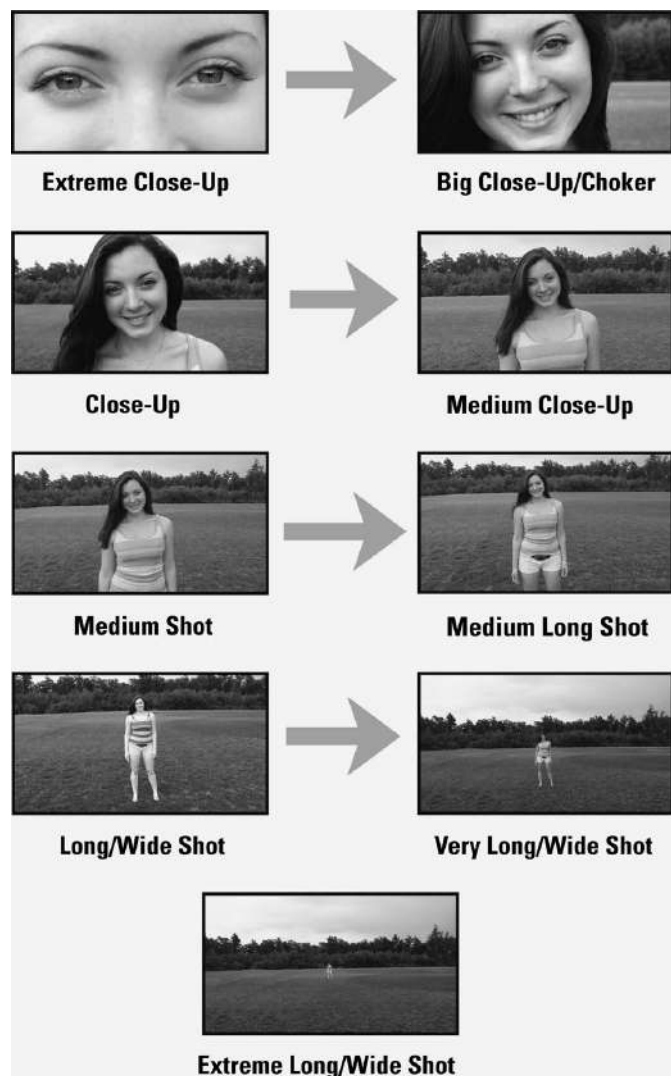 Extreme Close-Up
Big Close-Up/Choker
Close-Up
Medium Close-Up
Medium Shot
Medium Long Shot
Long/Wide Shot
Very Long/Wide Shot
Extreme Long/Wide Shot